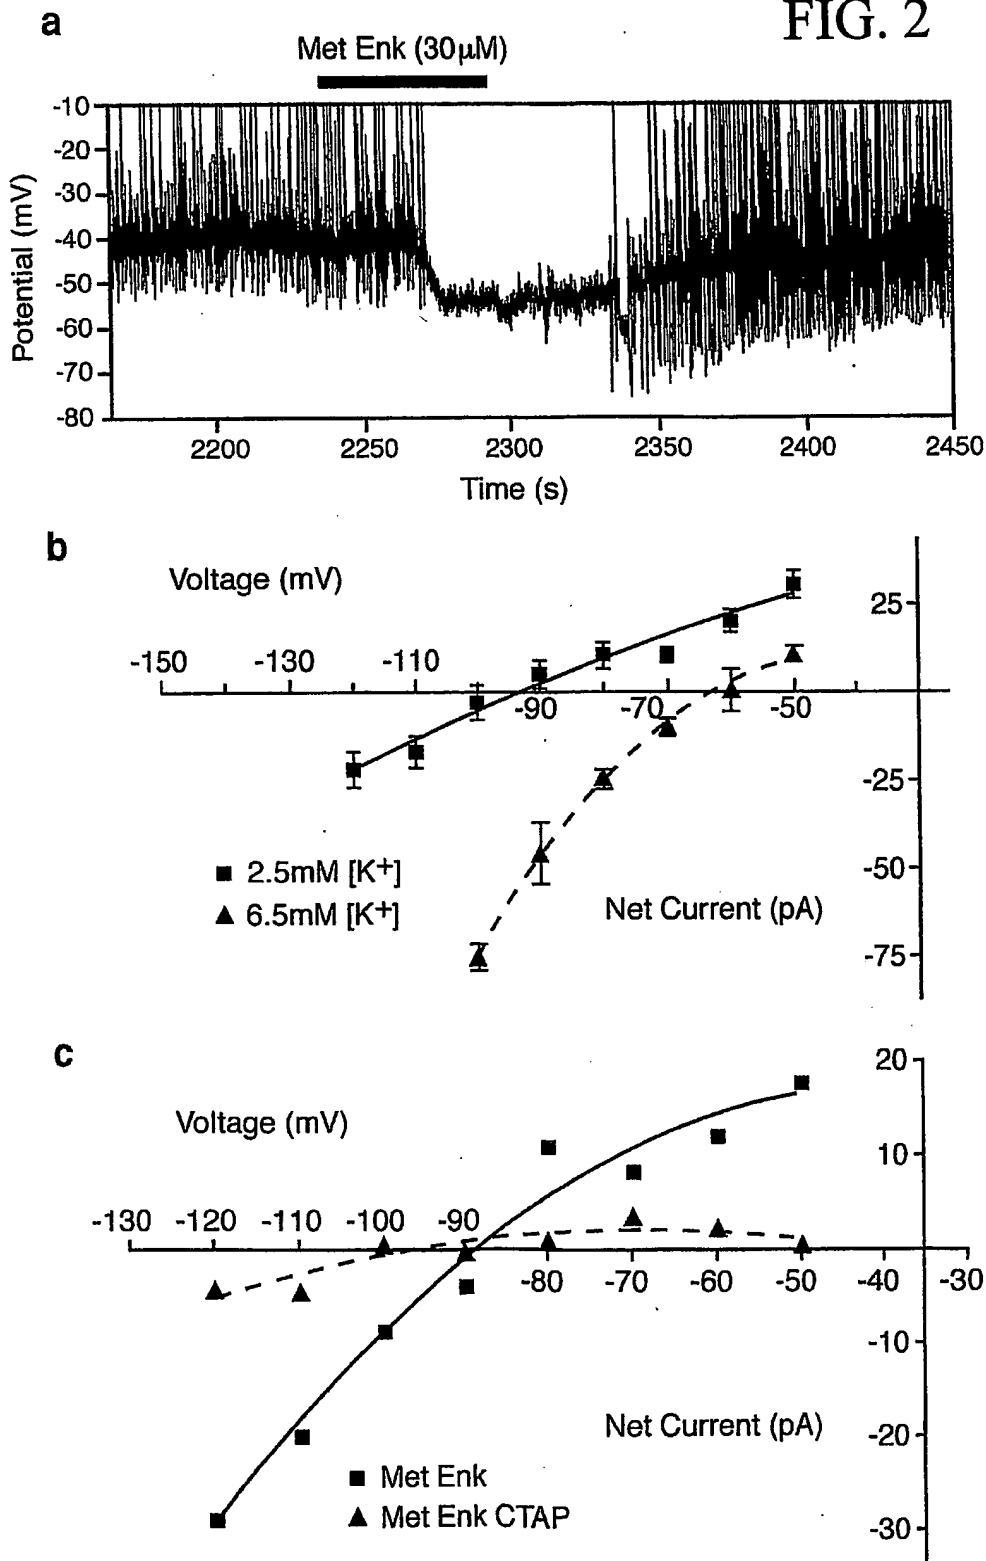 a
FIG. 2
Met Enk (30μM)
-10
-20
-30
-40
-50
-60
-70
-80
Potential (mV)
2200 2250 2300 2350 2400 2450
Time (s)
b
Voltage (mV)
25
-150 -130 -110
-90 -70 -50
-25
-50
-75
2.5mM [K+]
6.5mM [K+]
Net Current (pA)
c
20
Voltage (mV)
10
-130 -120 -110 -100 -90
-80 -70 -60 -50 -40 -30
-10
-20
-30
Net Current (pA)
Met Enk
Met Enk CTAP